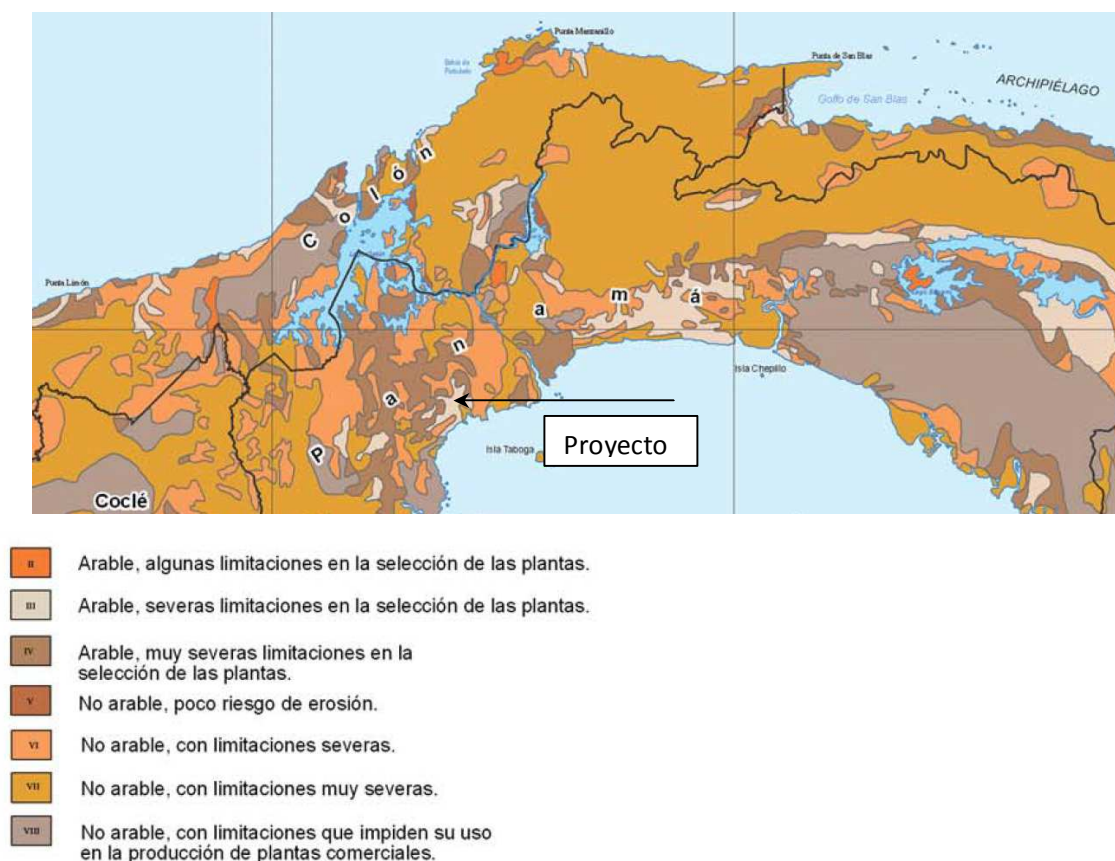 Punta Manzanillo
Bahía de
Portobelo
Punta de San Blas
ARCHIPIÉLAGO
Golfo de San Blas
Colón
Punta Limón
Panamá
Isla Chepillo
Isla Taboga
Proyecto
Coclé
II Arable, algunas limitaciones en la selección de las plantas.
III Arable, severas limitaciones en la selección de las plantas.
IV Arable, muy severas limitaciones en la
selección de las plantas.
V No arable, poco riesgo de erosión.
VI No arable, con limitaciones severas.
VII No arable, con limitaciones muy severas.
VIII No arable, con limitaciones que impiden su uso
en la producción de plantas comerciales.